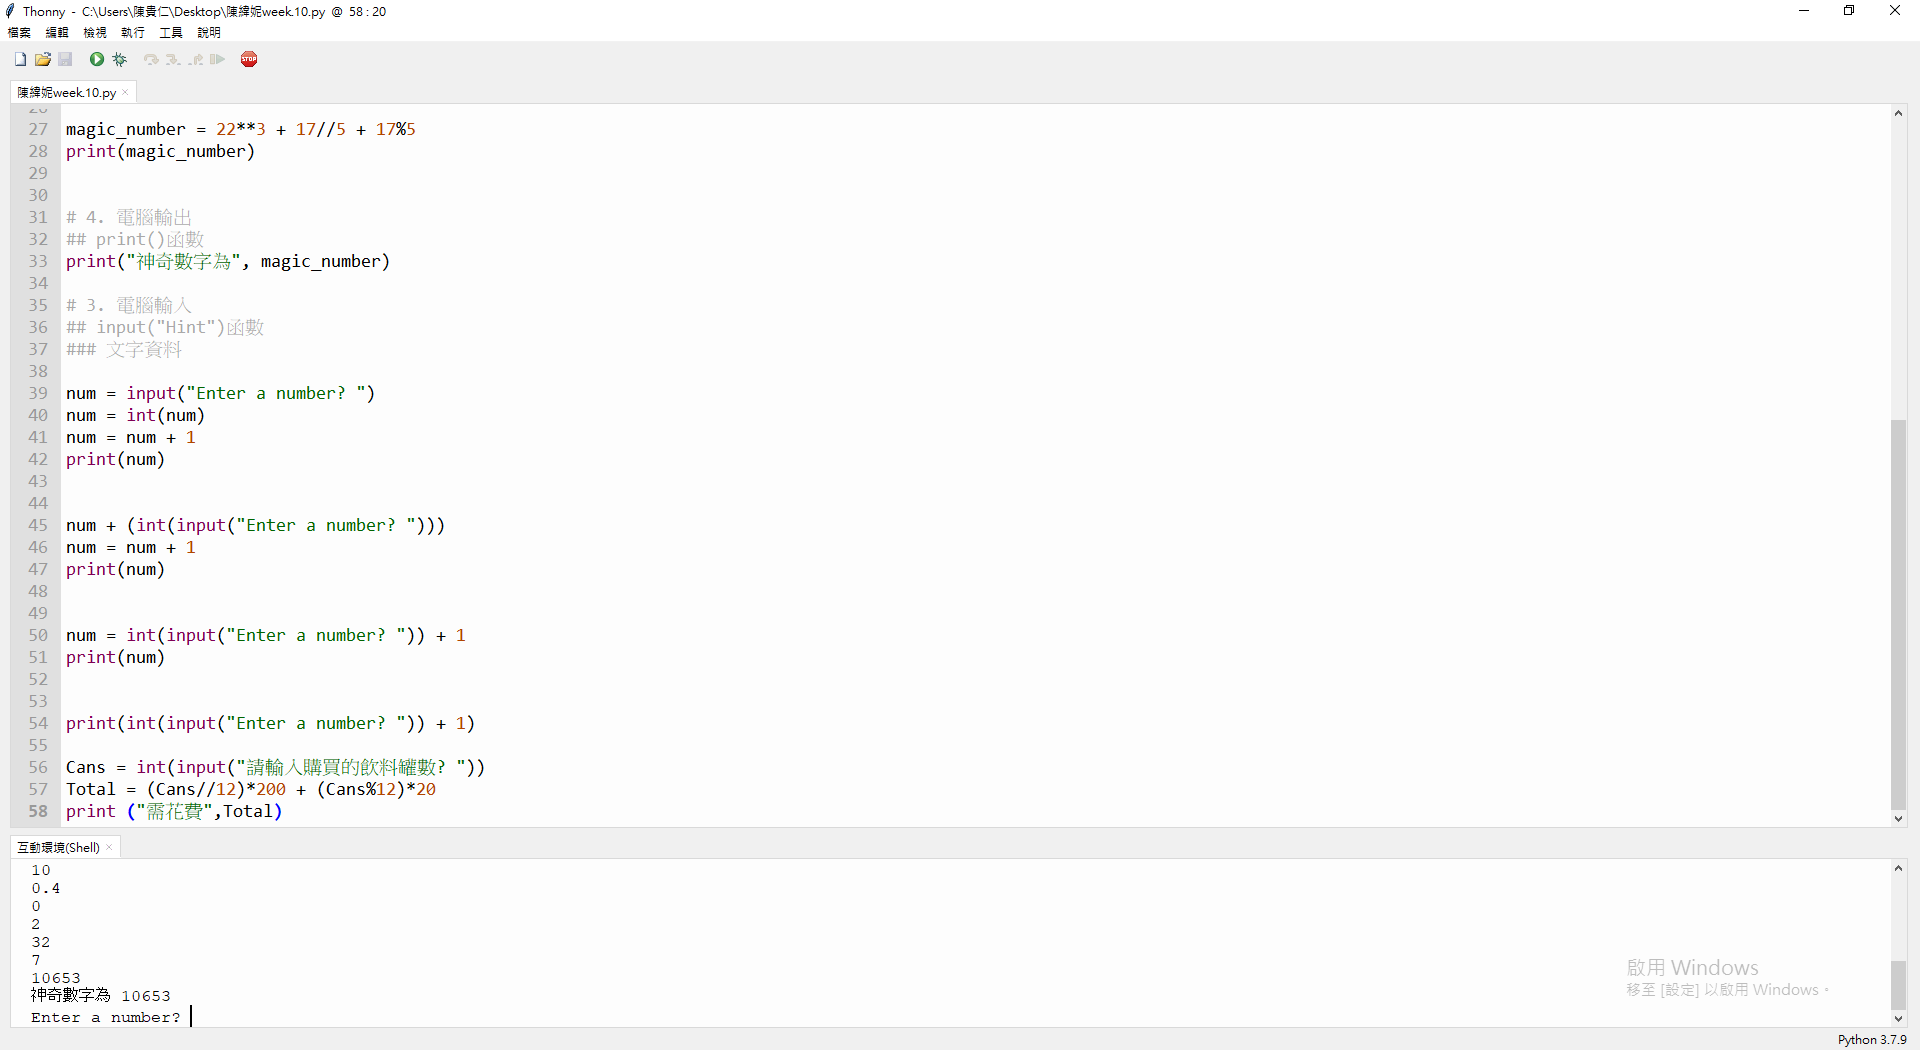 Thonny - C:\Users\陳貴仁\Desktop\陳緯妮week.10.py @ 58 : 20
檔案 編輯 檢視 執行 工具 說明
STOP
陳緯妮week.10.py ×
26
27 magic_number = 22**3 + 17//5 + 17%5
28 print(magic_number)
29
30
31 # 4. 電腦輸出
32 ## print()函數
33 print("神奇數字為", magic_number)
34
35 # 3. 電腦輸入
36 ## input("Hint")函數
37 ### 文字資料
38
39 num = input("Enter a number? ")
40 num = int(num)
41 num = num + 1
42 print(num)
43
44
45 num + (int(input("Enter a number? ")))
46 num = num + 1
47 print(num)
48
49
50 num = int(input("Enter a number? ")) + 1
51 print(num)
52
53
54 print(int(input("Enter a number? ")) + 1)
55
56 Cans = int(input("請輸入購買的飲料罐數? "))
57 Total = (Cans//12)*200 + (Cans%12)*20
58 print ("需花費",Total)
互動環境(Shell) ×
10
0.4
0
2
32
7
10653
神奇數字為 10653
Enter a number?
啟用 Windows
移至 [設定] 以啟用 Windows。
Python 3.7.9